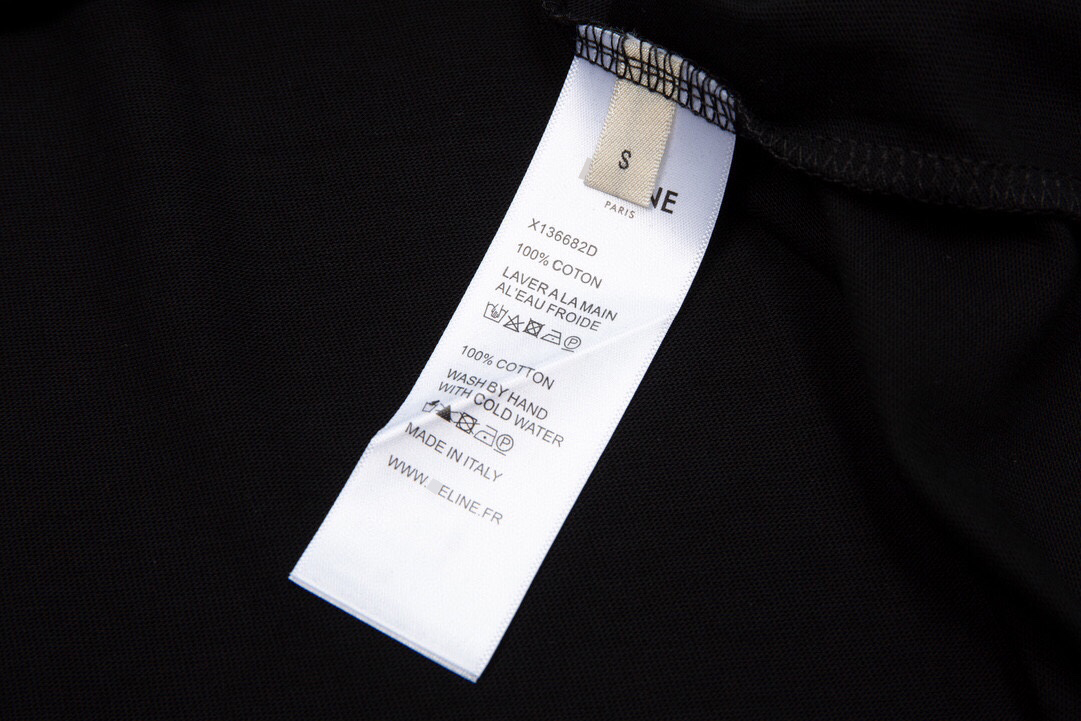 S
NE
PARIS
X136682D
100% COTON
LAVER A LA MAIN
AL'EAU FROIDE
P
100% COTTON
WASH BY HAND
WITH COLD WATER
P
MADE IN ITALY
WWW. ELINE.FR